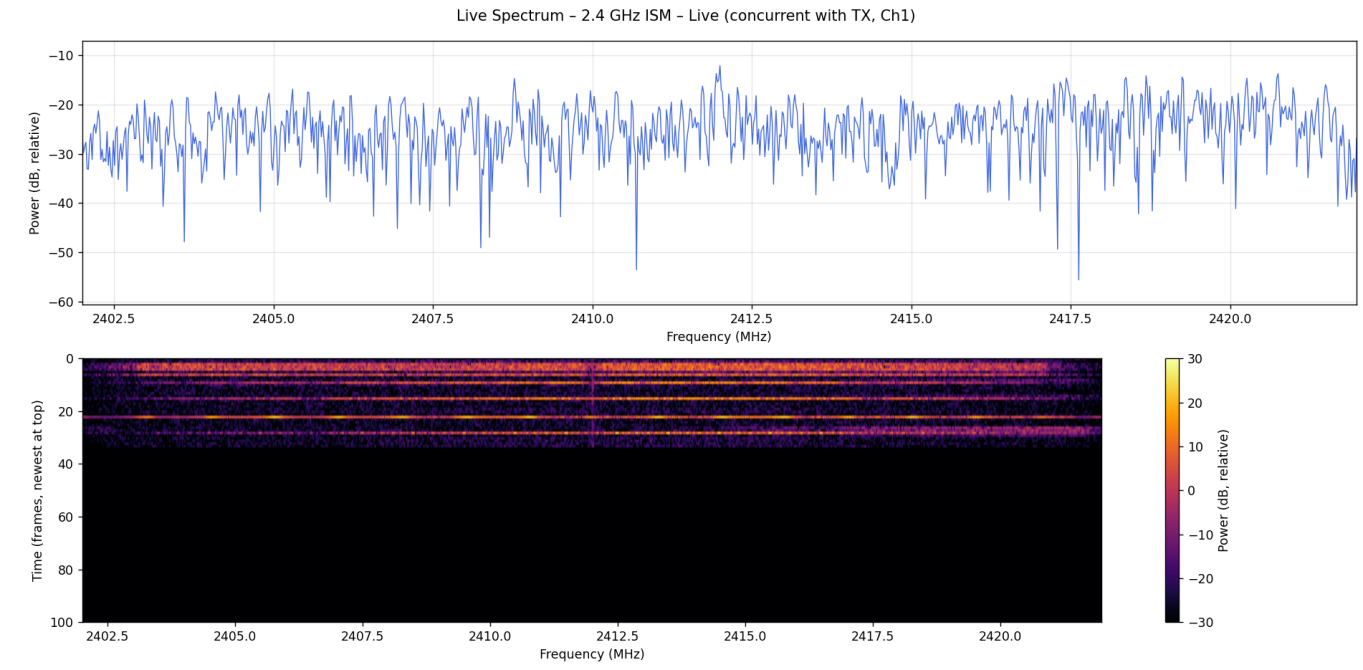 Live Spectrum – 2.4 GHz ISM – Live (concurrent with TX, Ch1)
−10
−20
−30
−40
−50
−60
Power (dB, relative)
2402.5 2405.0 2407.5 2410.0 2412.5 2415.0 2417.5 2420.0
Frequency (MHz)
0
20
40
60
80
100
Time (frames, newest at top)
2402.5 2405.0 2407.5 2410.0 2412.5 2415.0 2417.5 2420.0
Frequency (MHz)
30
20
10
0
−10
−20
−30
Power (dB, relative)